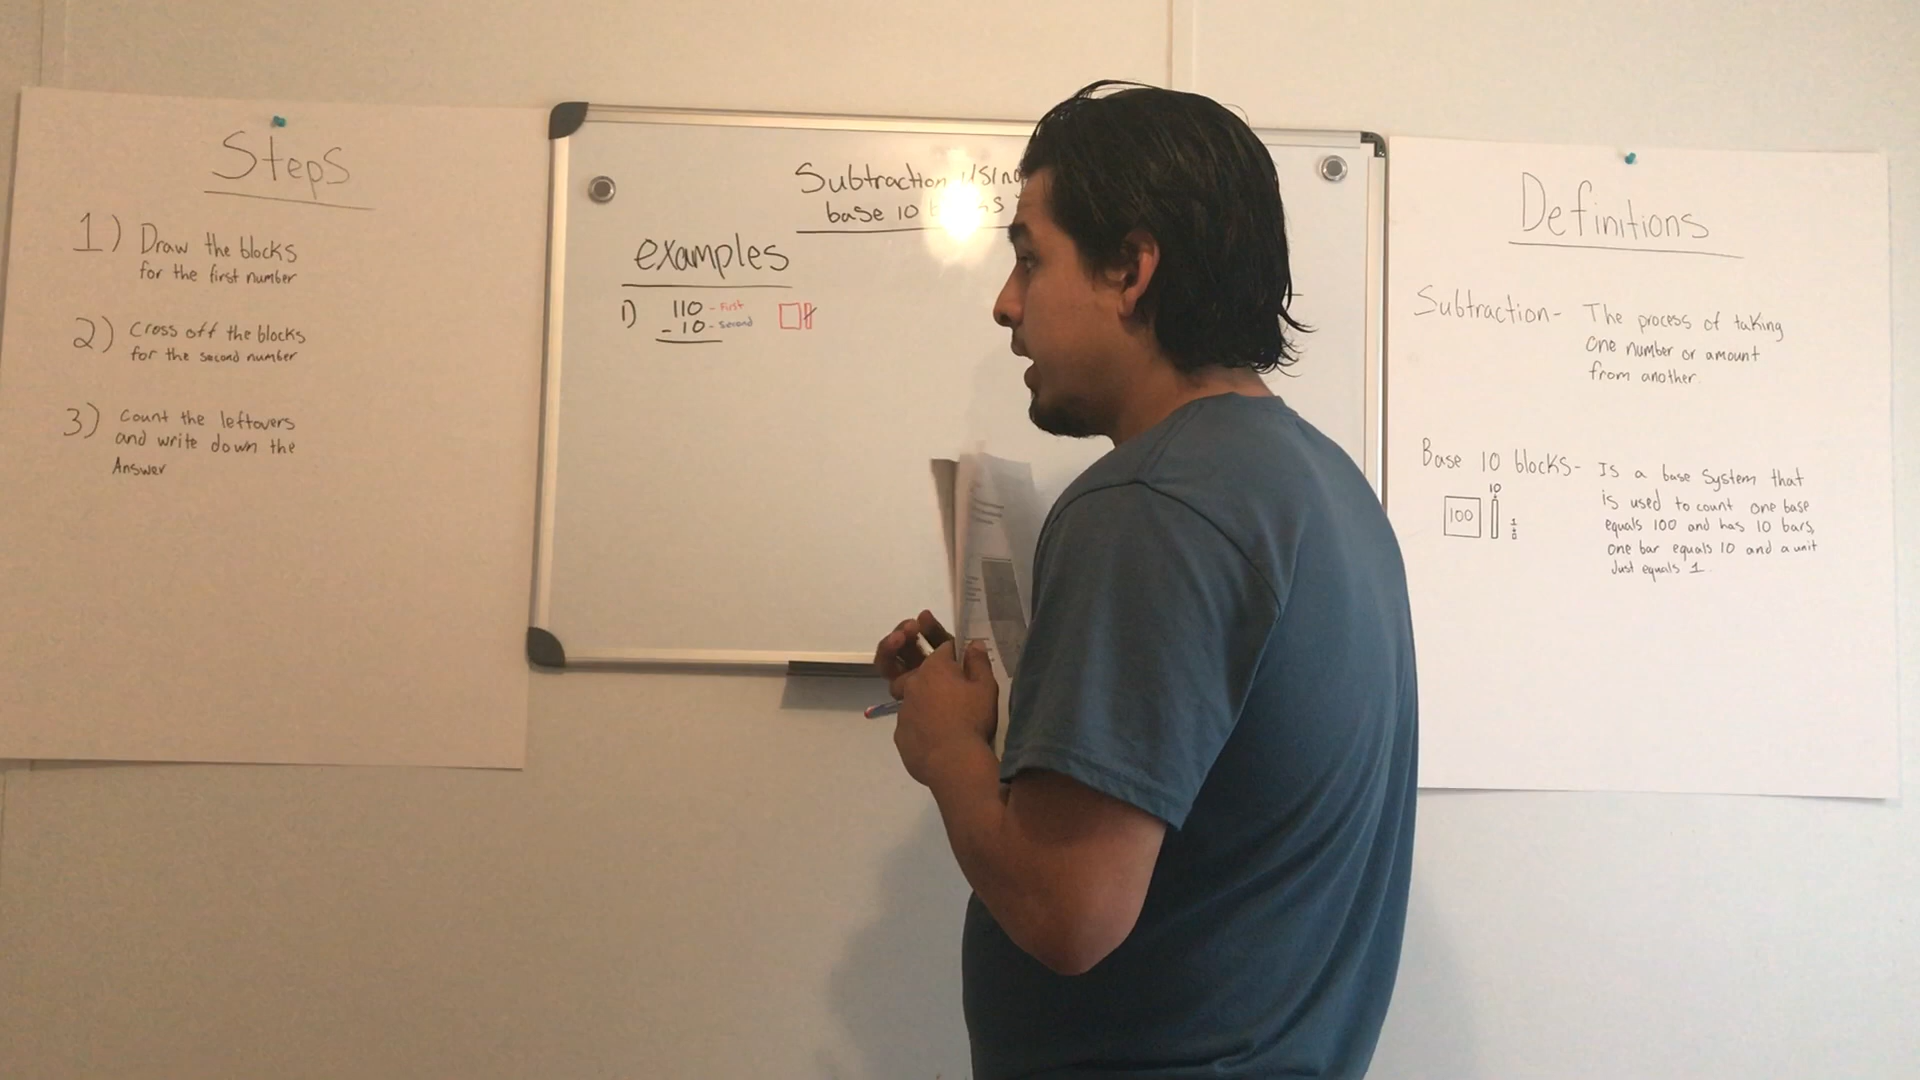 Steps
1) Draw the blocks
for the first number
2) Cross off the blocks
for the second number
3) Count the leftovers
and write down the
Answer
Subtraction Using
base 10
examples
1) 110 - First
- 10 - second
Definitions
Subtraction- The process of taking
one number or amount
from another.
Base 10 blocks- Is a base System that
is used to count one base
equals 100 and has 10 bars,
one bar equals 10 and a unit
Just equals 1.
100
10
1